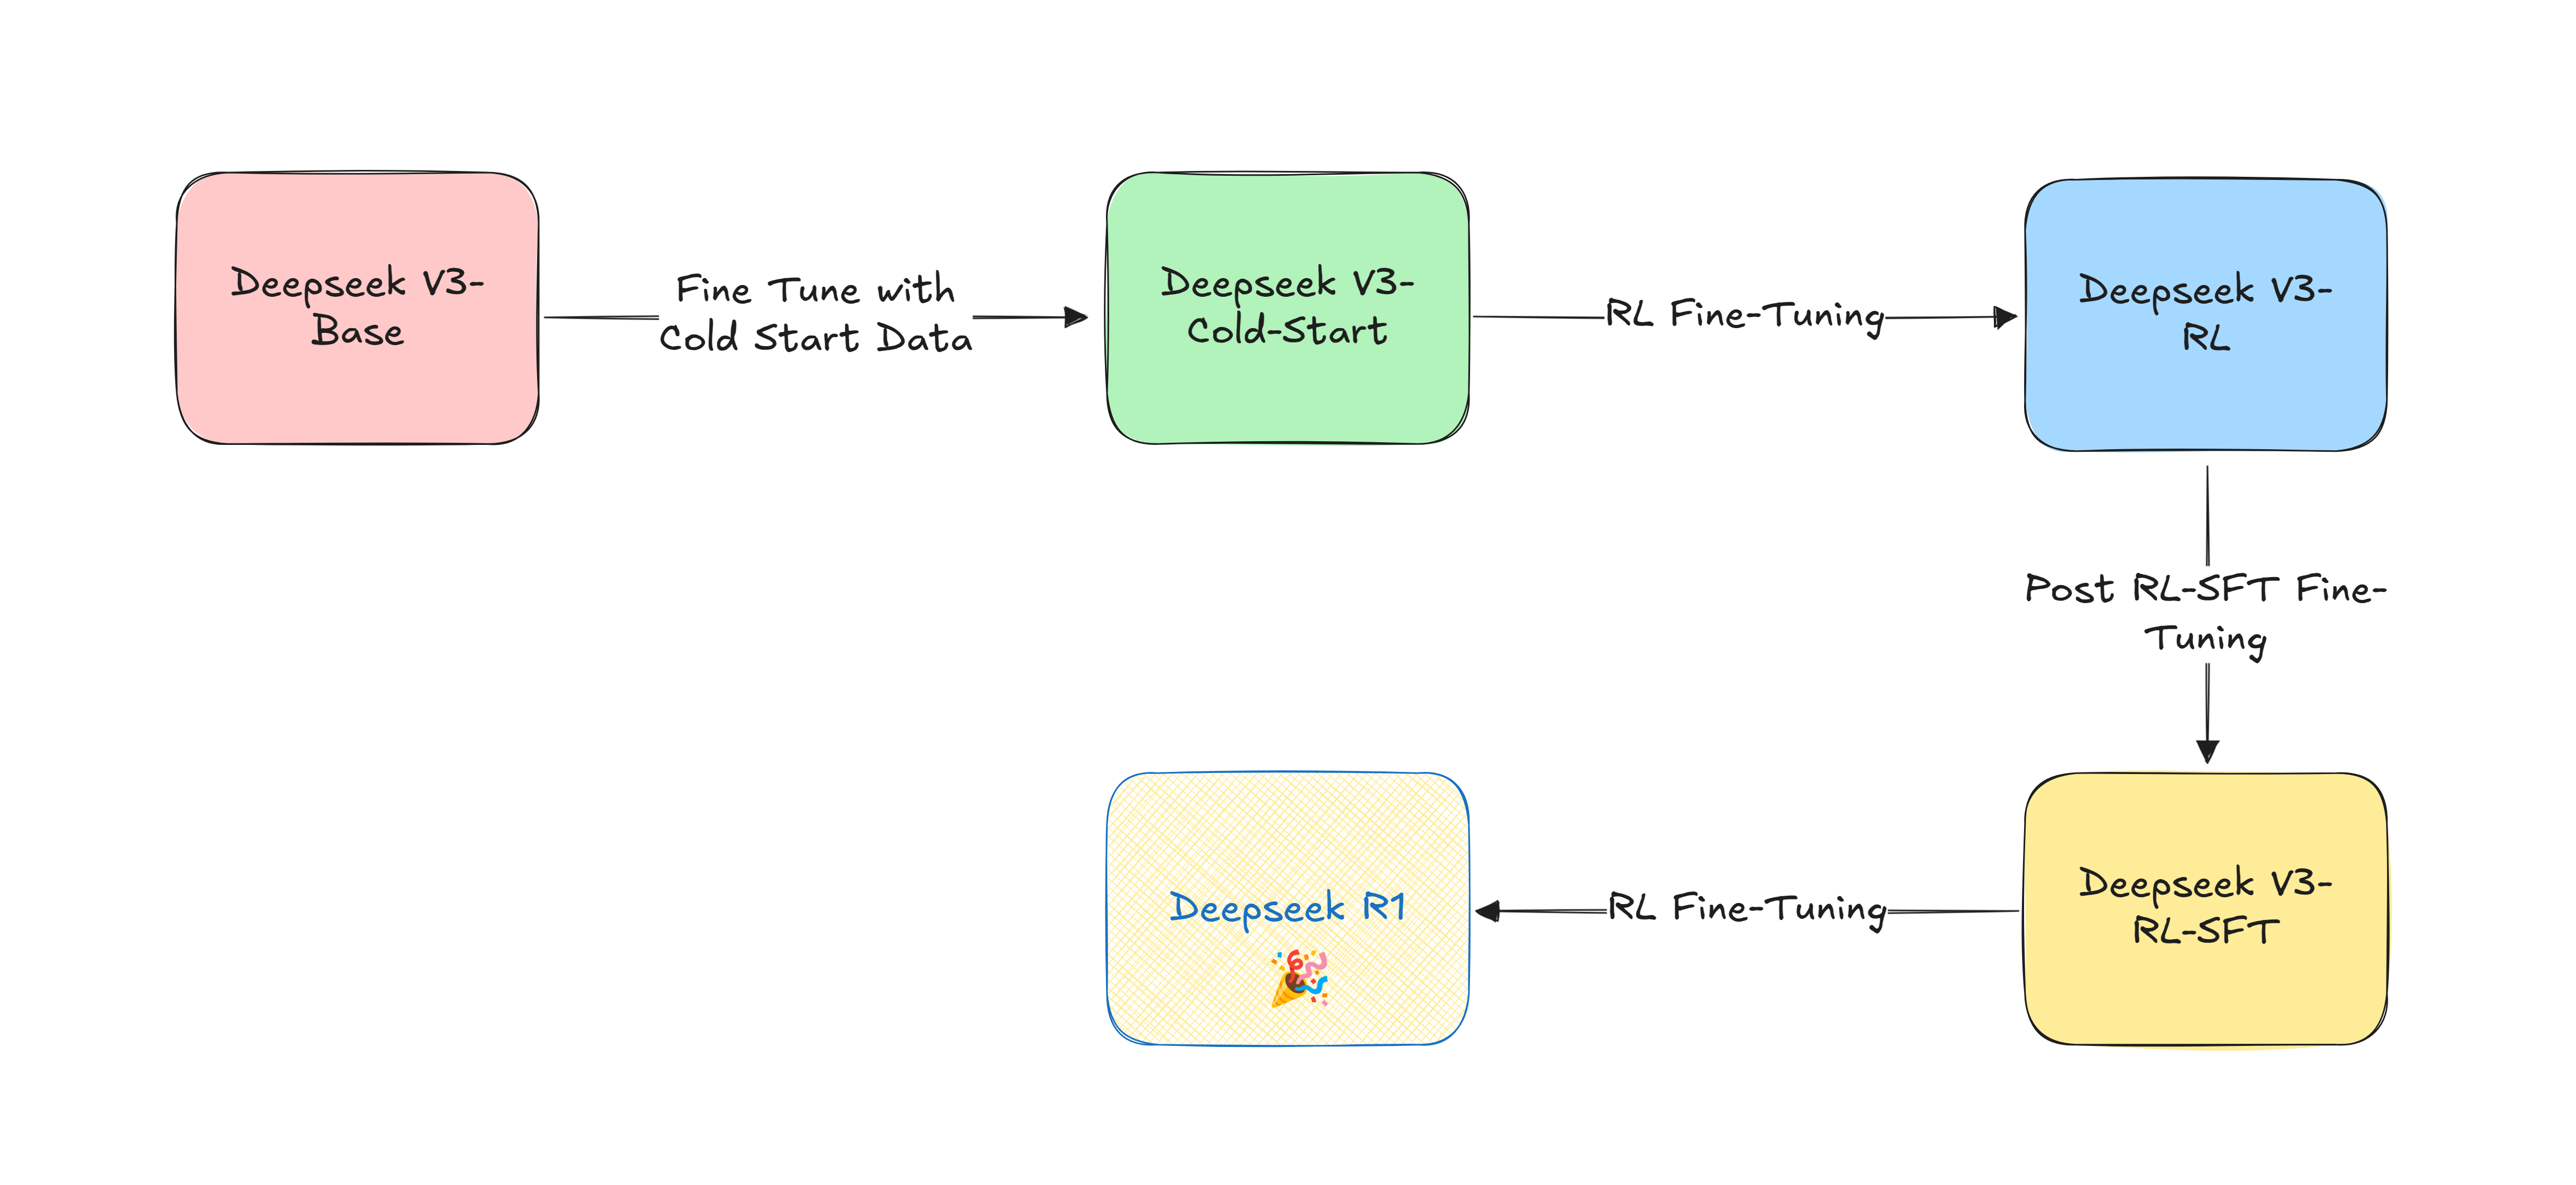 Deepseek V3-
Base
Fine Tune with
Cold Start Data
Deepseek V3-
Cold-Start
RL Fine-Tuning
Deepseek V3-
RL
Post RL-SFT Fine-
Tuning
Deepseek V3-
RL-SFT
RL Fine-Tuning
Deepseek R1